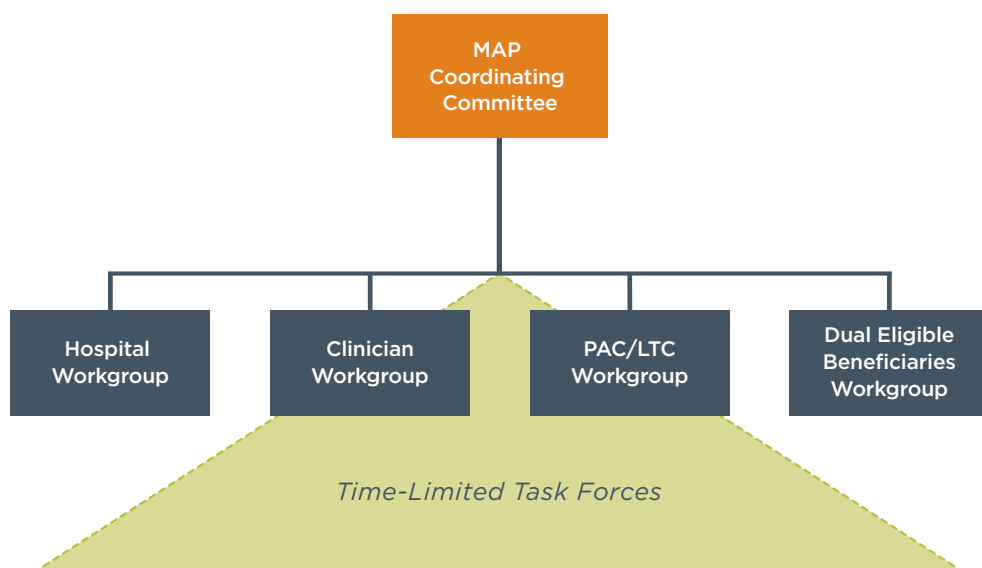 MAP
Coordinating
Committee
Hospital
Workgroup
Clinician
Workgroup
PAC/LTC
Workgroup
Dual Eligible
Beneficiaries
Workgroup
Time-Limited Task Forces